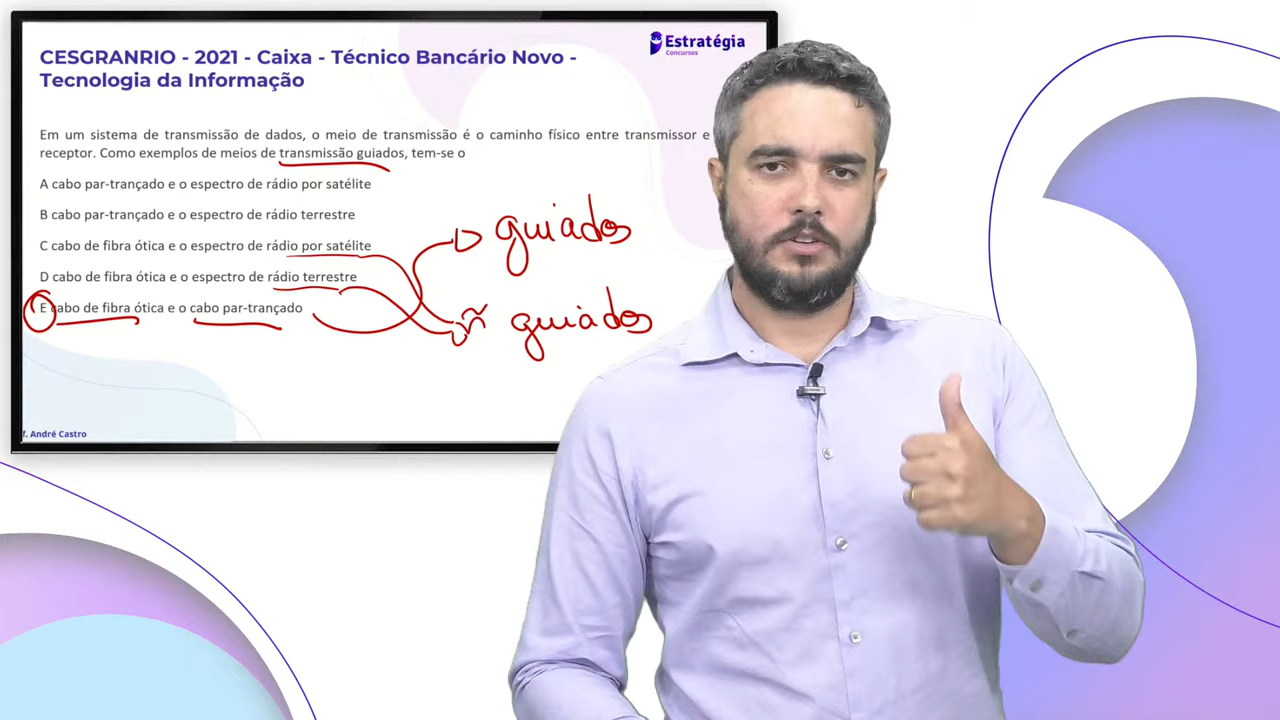 CESGRANRIO - 2021 - Caixa - Técnico Bancário Novo -
Tecnologia da Informação
Estratégia
Concursos
Em um sistema de transmissão de dados, o meio de transmissão é o caminho físico entre transmissor e
receptor. Como exemplos de meios de transmissão guiados, tem-se o
A cabo par-trançado e o espectro de rádio por satélite
B cabo par-trançado e o espectro de rádio terrestre
C cabo de fibra ótica e o espectro de rádio por satélite
D cabo de fibra ótica e o espectro de rádio terrestre
E cabo de fibra ótica e o cabo par-trançado
guiados
ñ guiados
f. André Castro